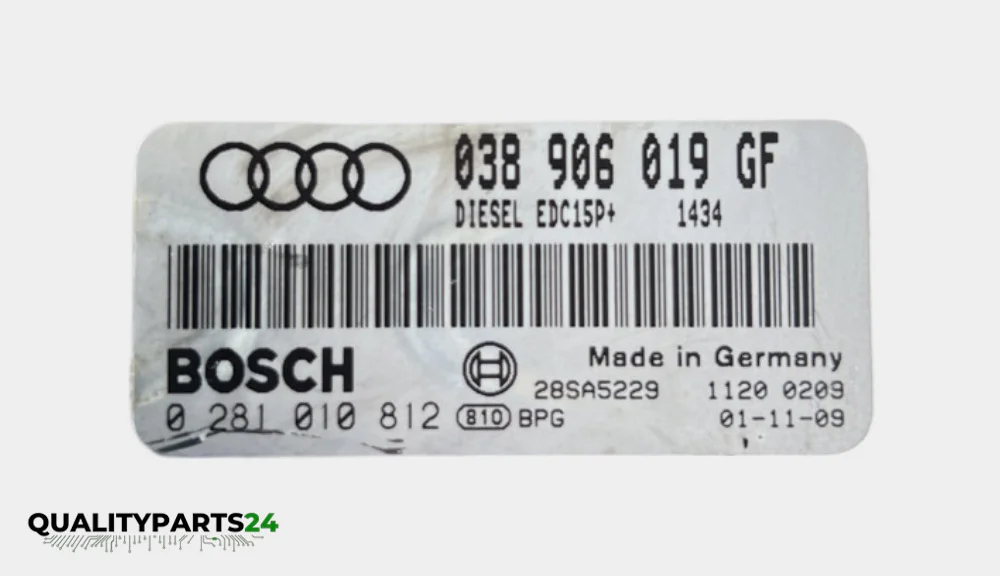 038 906 019 GF
DIESEL EDC15P+ 1434
BOSCH
Made in Germany
28SA5229 1120 0209
0 281 010 812 810 BPG 01-11-09
QUALITYPARTS24